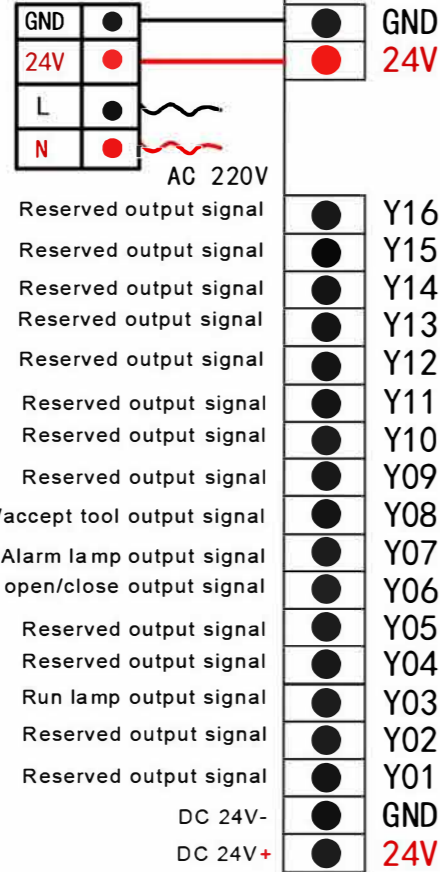 GND GND
24V 24V
L
N
AC 220V
Reserved output signal Y16
Reserved output signal Y15
Reserved output signal Y14
Reserved output signal Y13
Reserved output signal Y12
Reserved output signal Y11
Reserved output signal Y10
Reserved output signal Y09
/accept tool output signal Y08
Alarm lamp output signal Y07
open/close output signal Y06
Reserved output signal Y05
Reserved output signal Y04
Run lamp output signal Y03
Reserved output signal Y02
Reserved output signal Y01
DC 24V- GND
DC 24V+ 24V